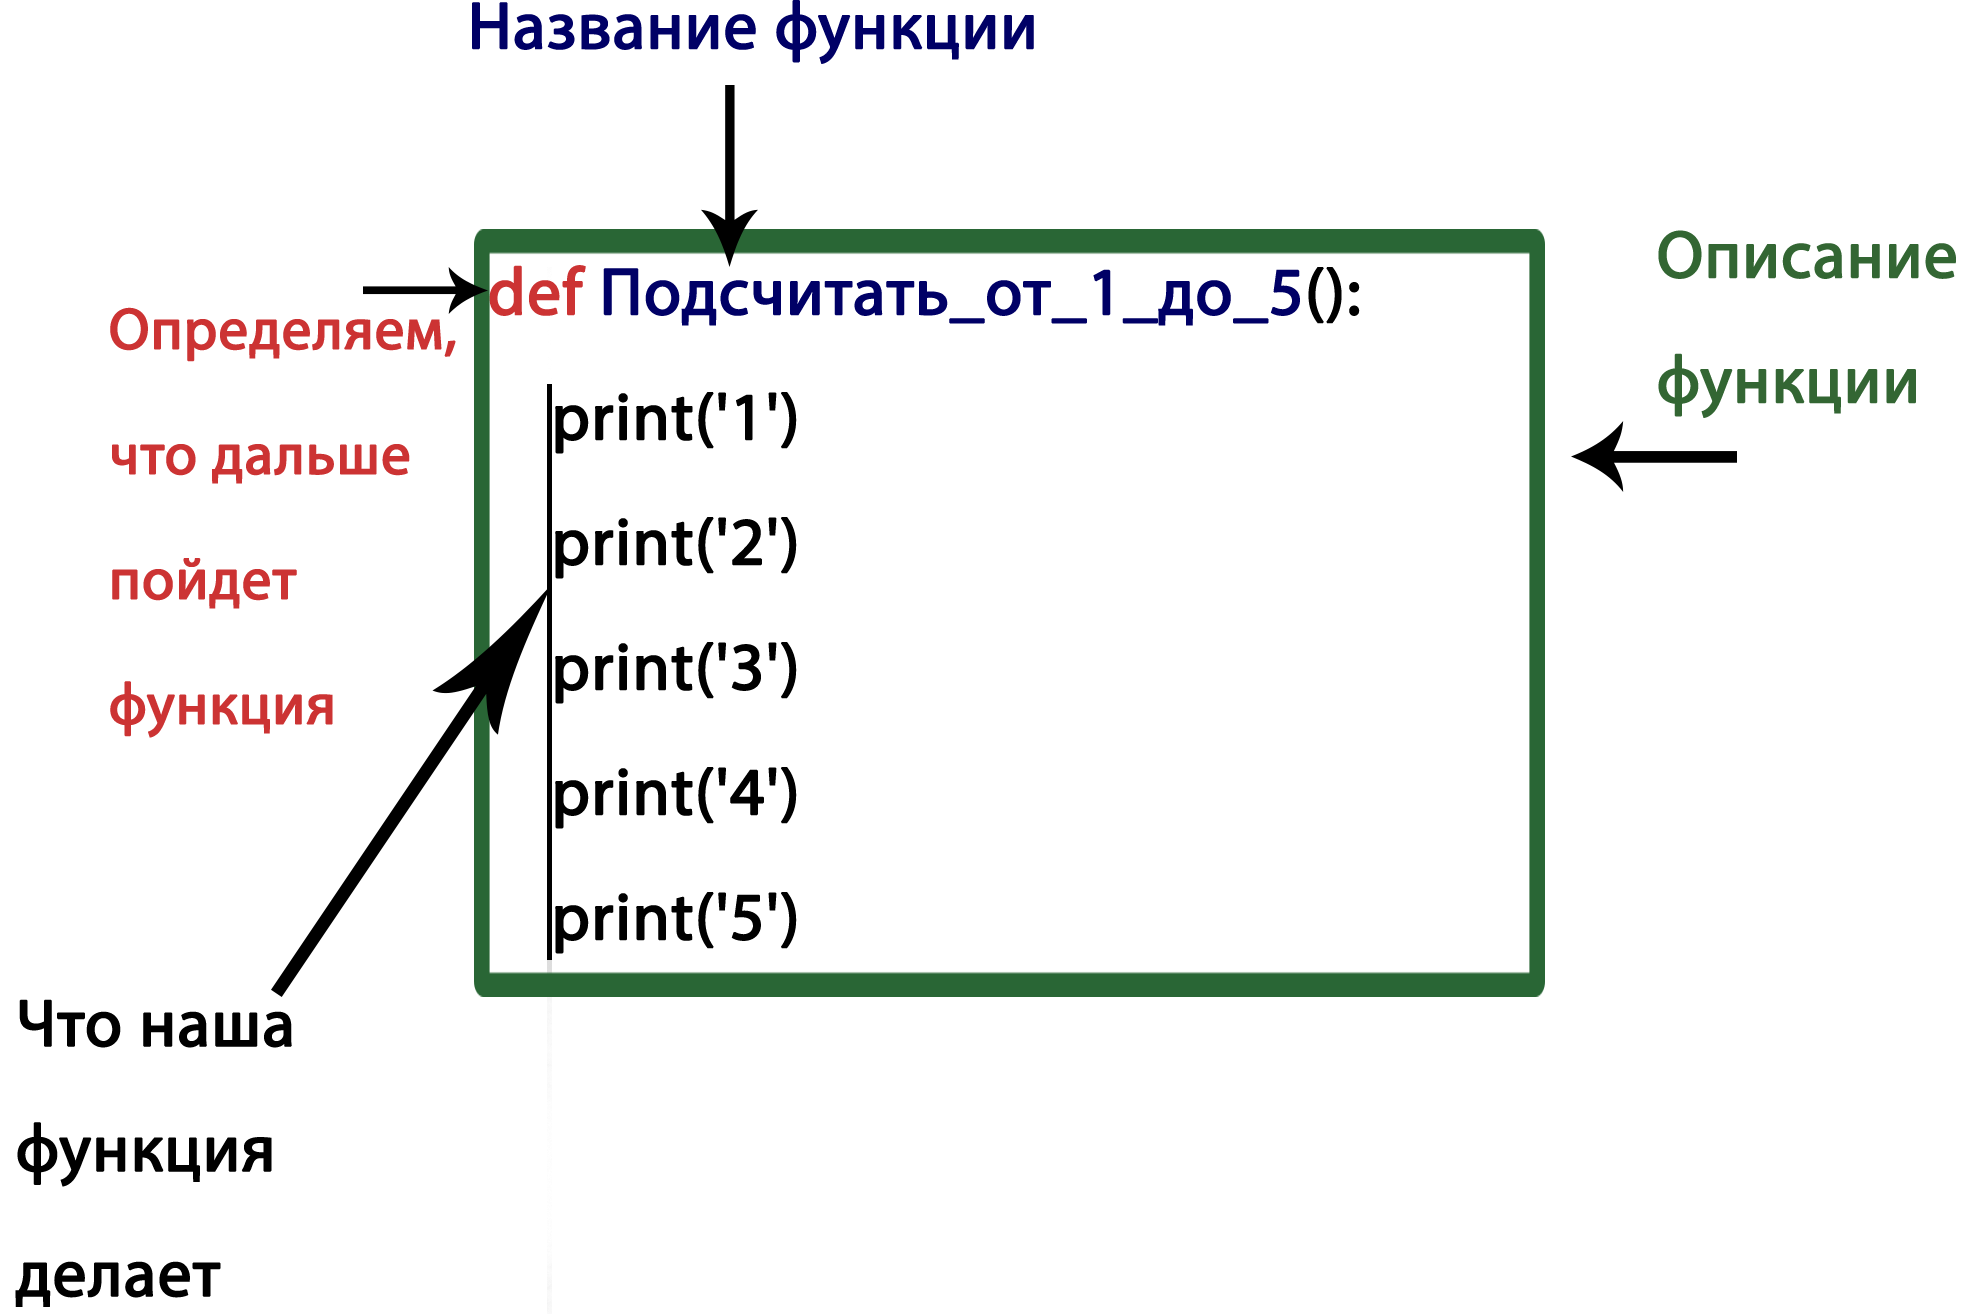 Название функции
def Подсчитать_от_1_до_5():
print('1')
print('2')
print('3')
print('4')
print('5')
Описание
функции
Определяем,
что дальше
пойдет
функция
Что наша
функция
делает